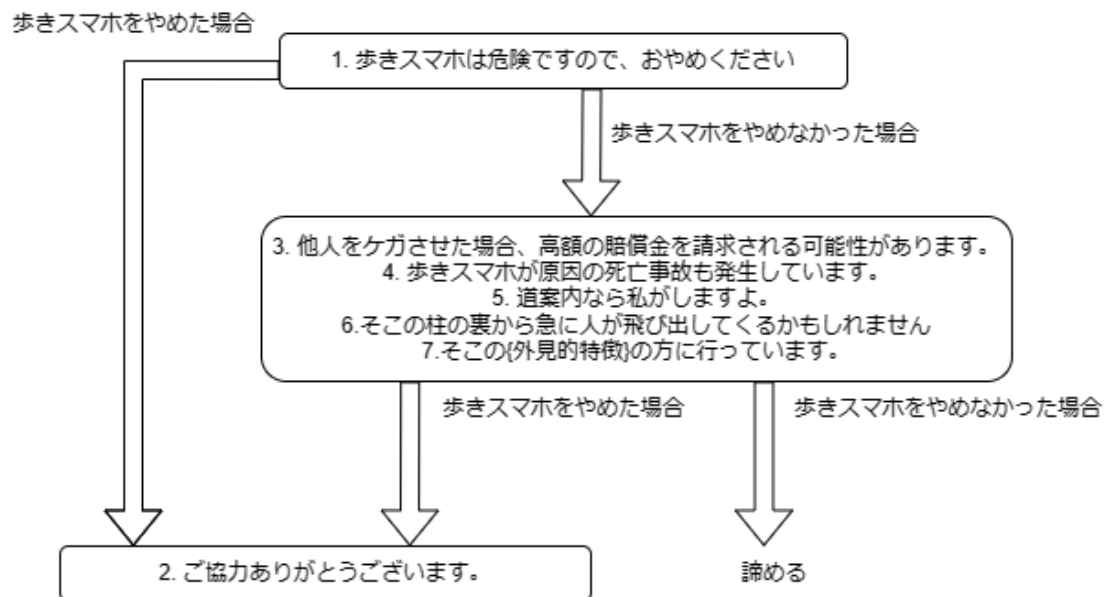 歩きスマホをやめた場合
1. 歩きスマホは危険ですので、おやめください
歩きスマホをやめなかった場合
3. 他人をケガさせた場合、高額の賠償金を請求される可能性があります。
4. 歩きスマホが原因の死亡事故も発生しています。
5. 道案内なら私がしますよ。
6.そこの柱の裏から急に人が飛び出してくるかもしれません
7.そこの{外見的特徴}の方に行っています。
歩きスマホをやめた場合
歩きスマホをやめなかった場合
2. ご協力ありがとうございます。
諦める